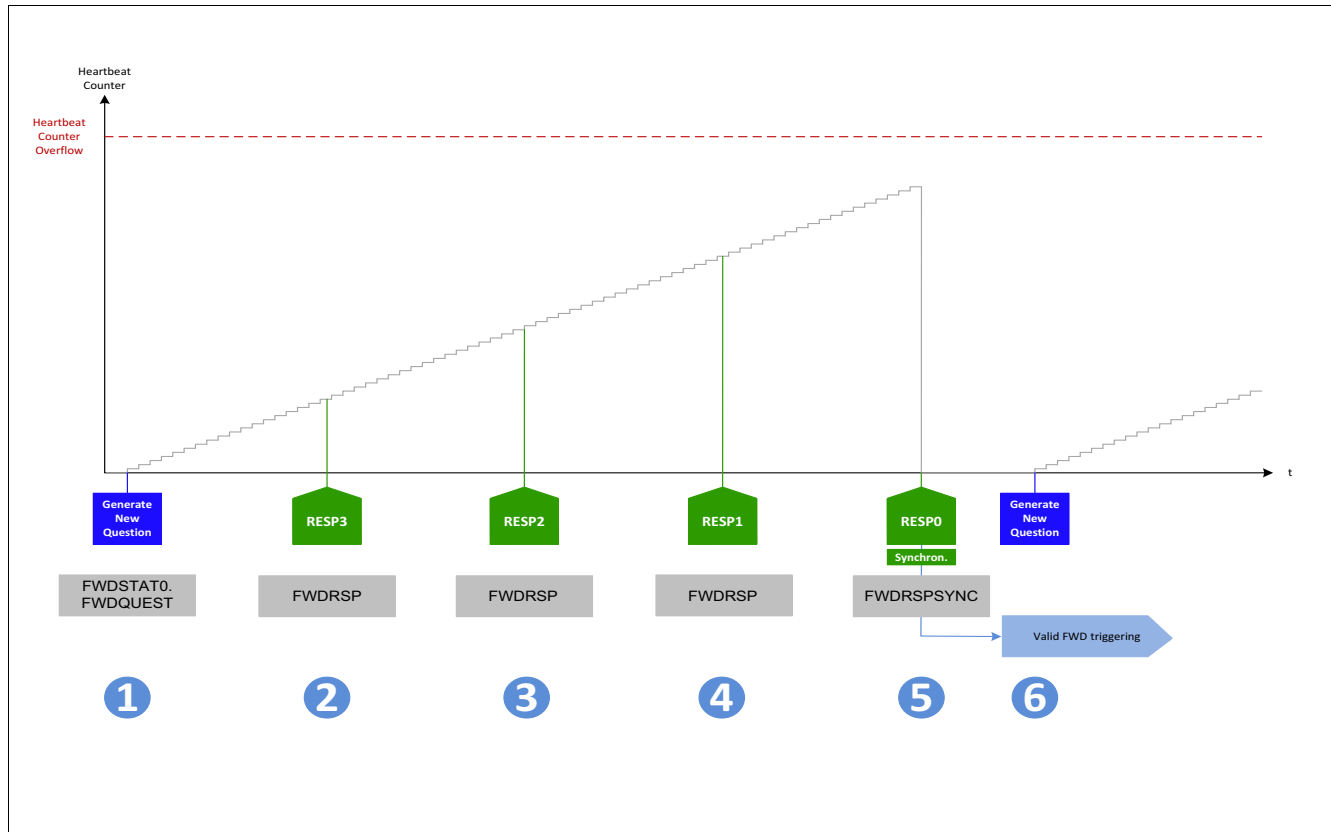 Heartbeat
Counter
Heartbeat
Counter
Overflow
t
Generate
New
Question
RESP3
RESP2
RESP1
RESP0
Generate
New
Question
Synchron.
FWDSTAT0.
FWDQUEST
FWDRSP
FWDRSP
FWDRSP
FWDRSPSYNC
Valid FWD triggering
1
2
3
4
5
6